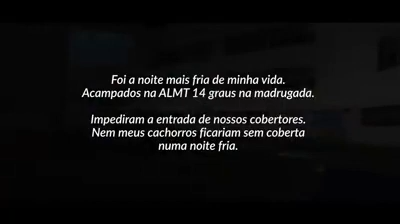 Foi a noite mais fria de minha vida.
Acampados na ALMT 14 graus na madrugada.
Impediram a entrada de nossos cobertores.
Nem meus cachorros ficariam sem coberta
numa noite fria.